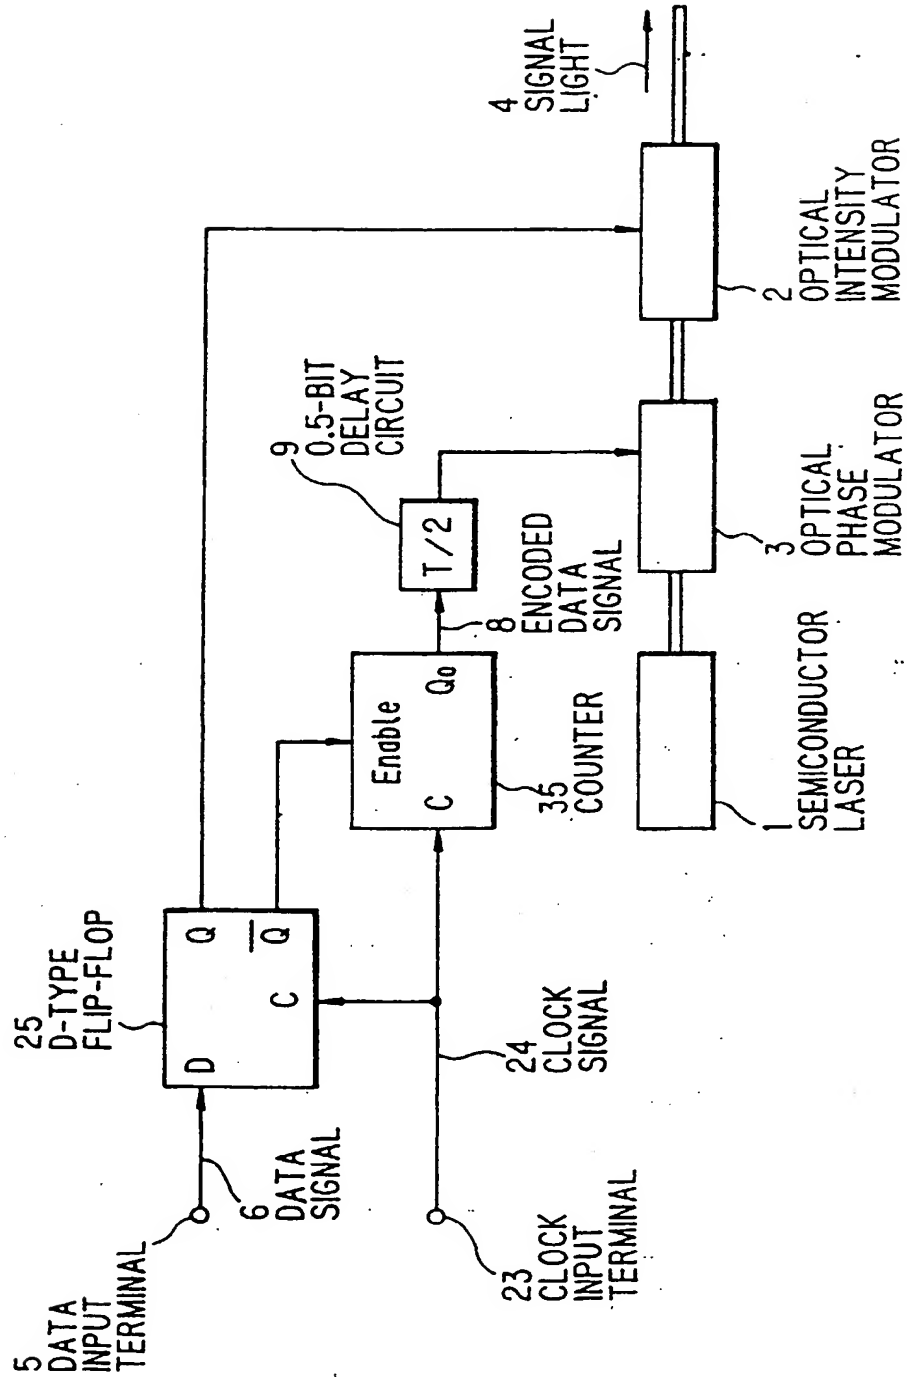 5
DATA
INPUT
TERMINAL
6
DATA
SIGNAL
25
D-TYPE
FLIP-FLOP
D
Q
Q̅
C
23
CLOCK
INPUT
TERMINAL
24
CLOCK
SIGNAL
Enable
C
Q0
35
COUNTER
8
ENCODED
DATA
SIGNAL
T/2
9
0.5-BIT
DELAY
CIRCUIT
1
SEMICONDUCTOR
LASER
3
OPTICAL
PHASE
MODULATOR
2
OPTICAL
INTENSITY
MODULATOR
4
SIGNAL
LIGHT